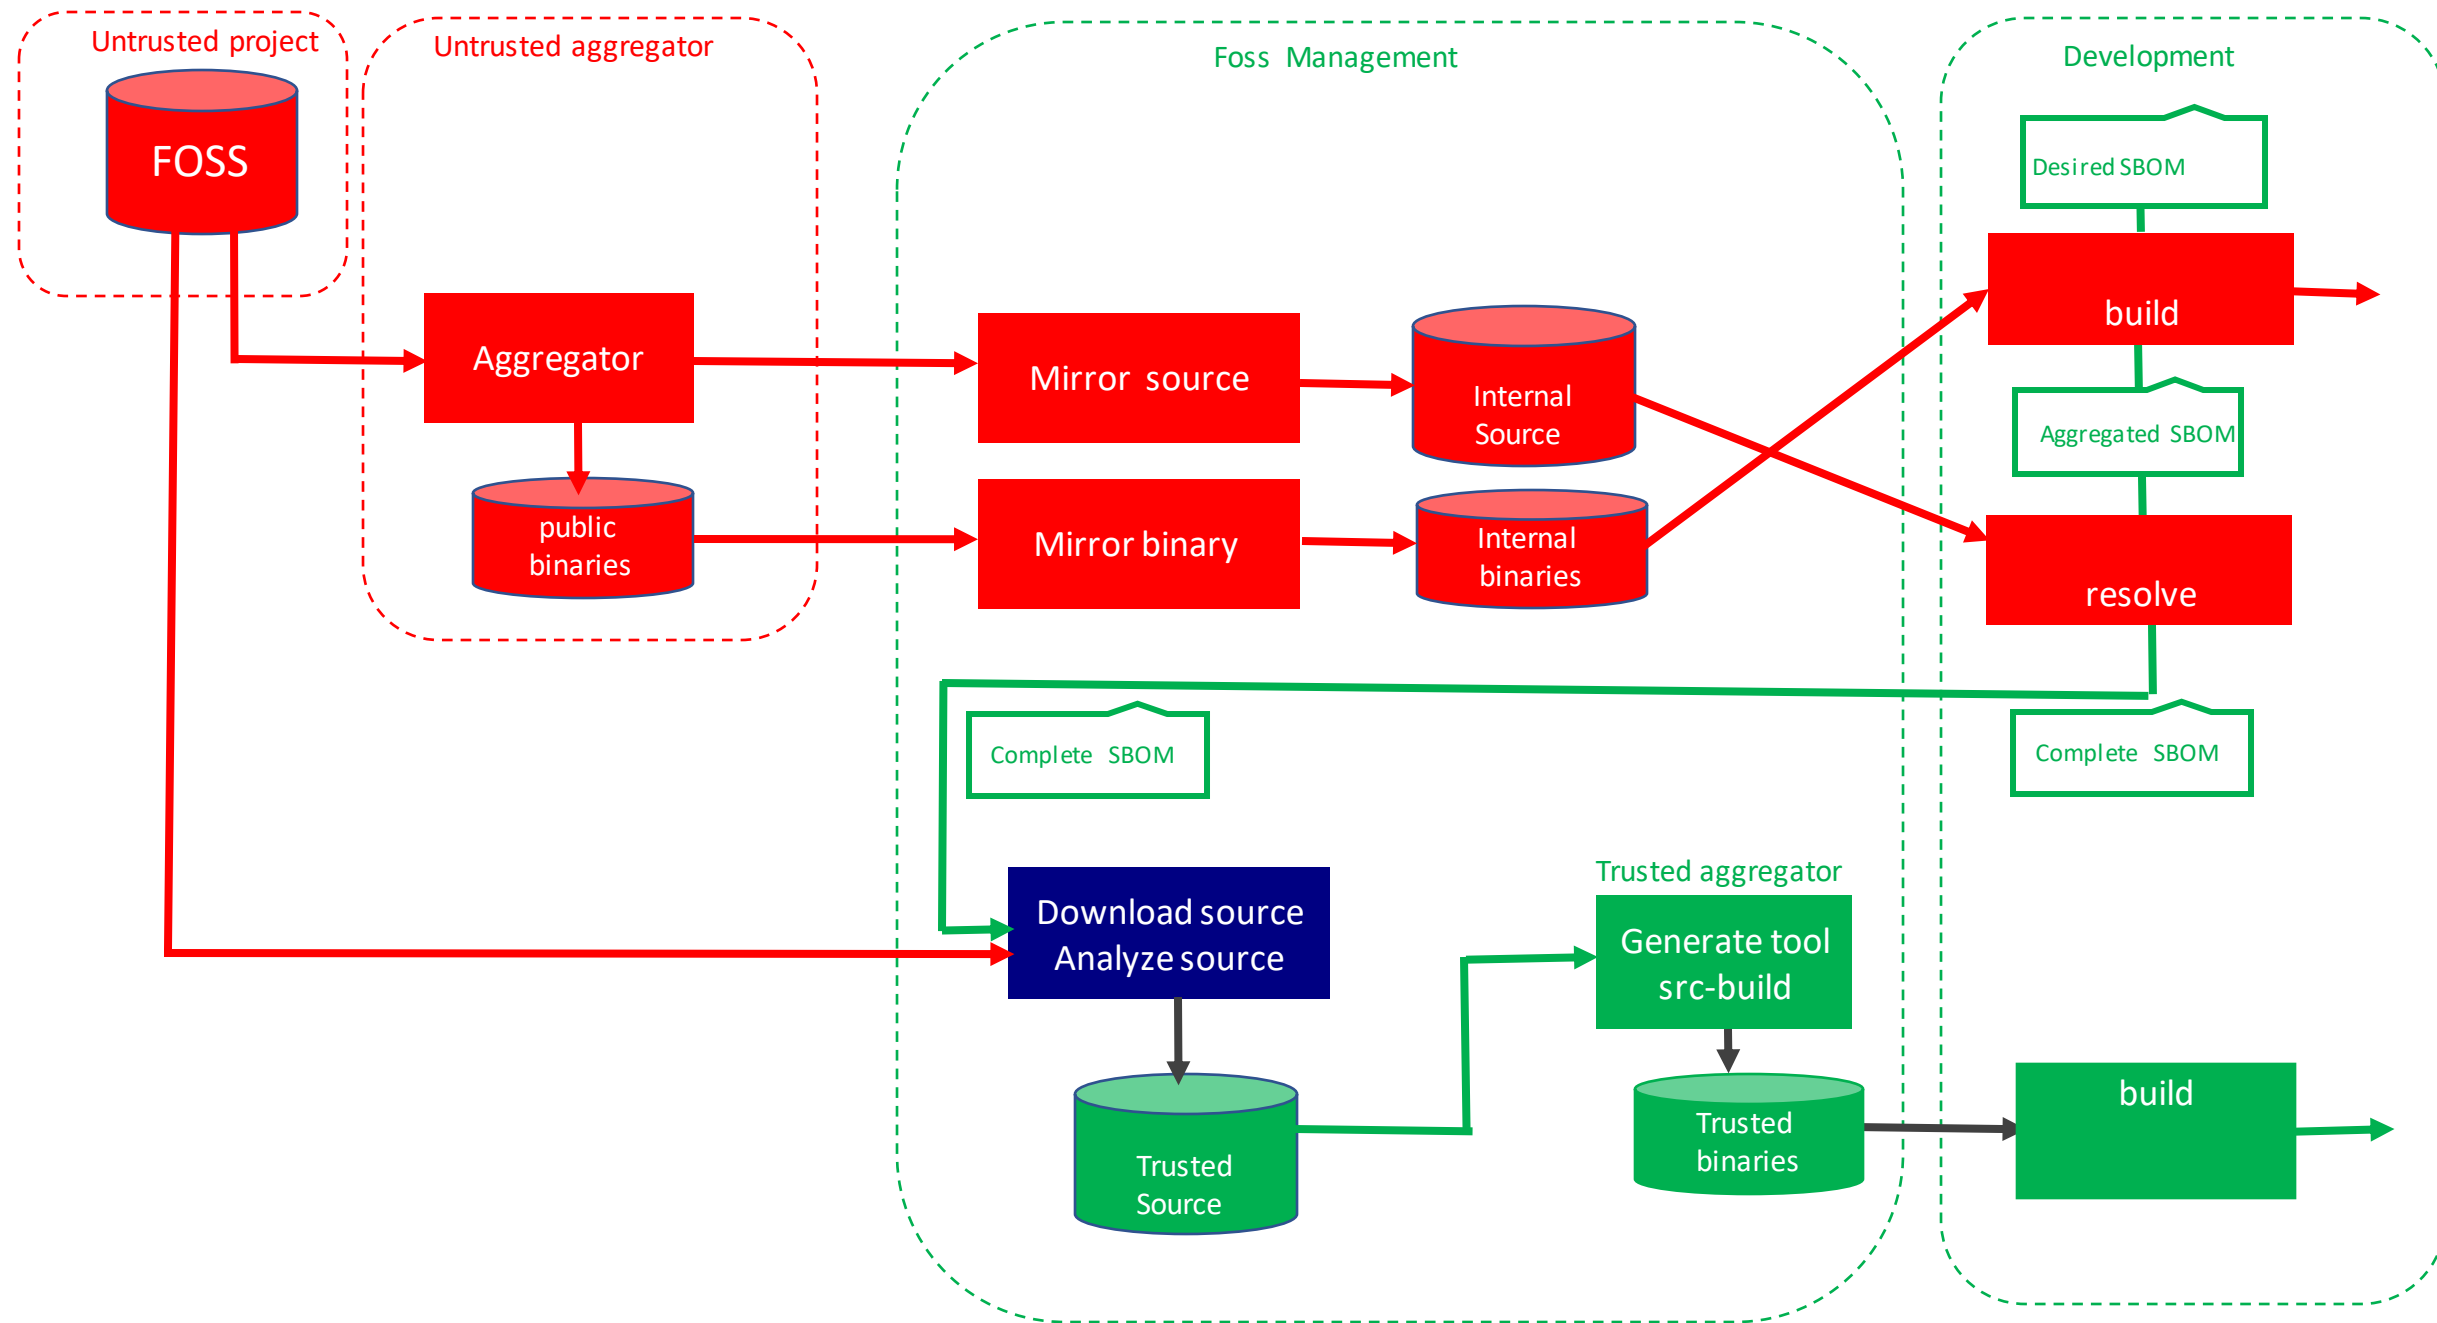 Untrusted project
FOSS
Untrusted aggregator
Aggregator
public
binaries
Foss Management
Mirror source
Internal
Source
Mirror binary
Internal
binaries
Complete SBOM
Download source
Analyze source
Trusted
Source
Trusted aggregator
Generate tool
src-build
Trusted
binaries
Development
Desired SBOM
build
Aggregated SBOM
resolve
Complete SBOM
build